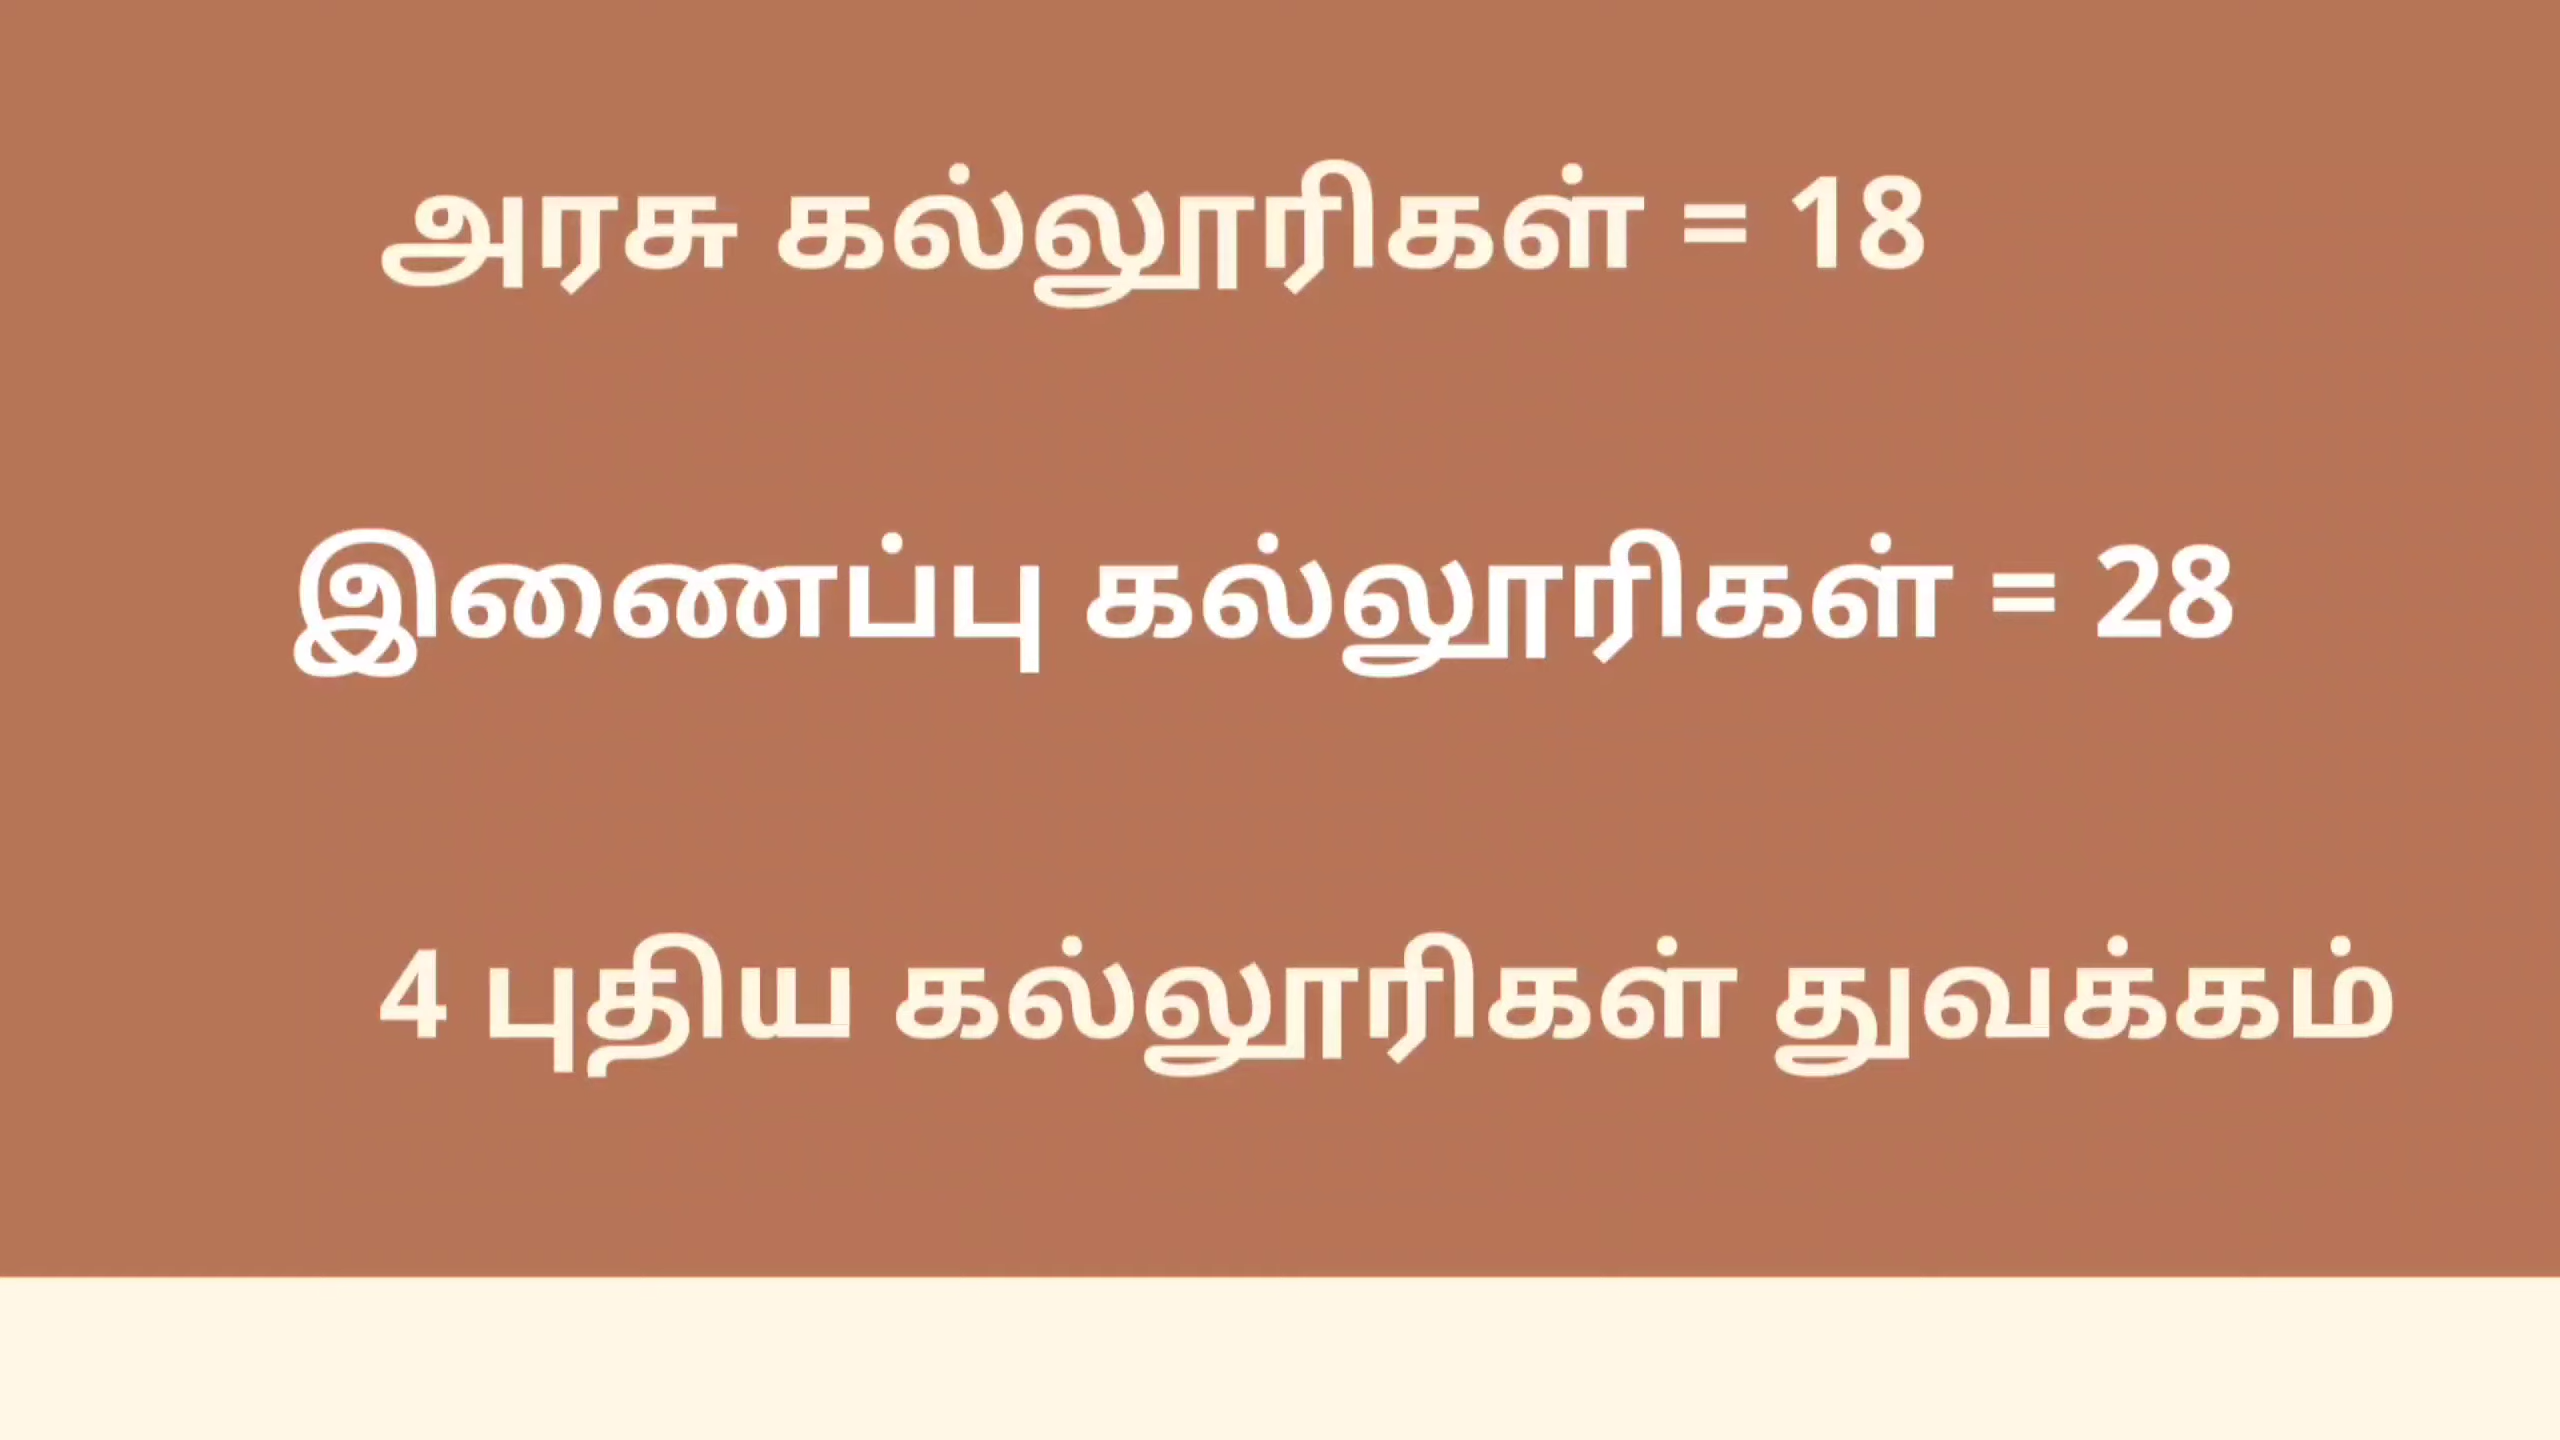 அரசு கல்லூரிகள் = 18
இணைப்பு கல்லூரிகள் = 28
4 புதிய கல்லூரிகள் துவக்கம்